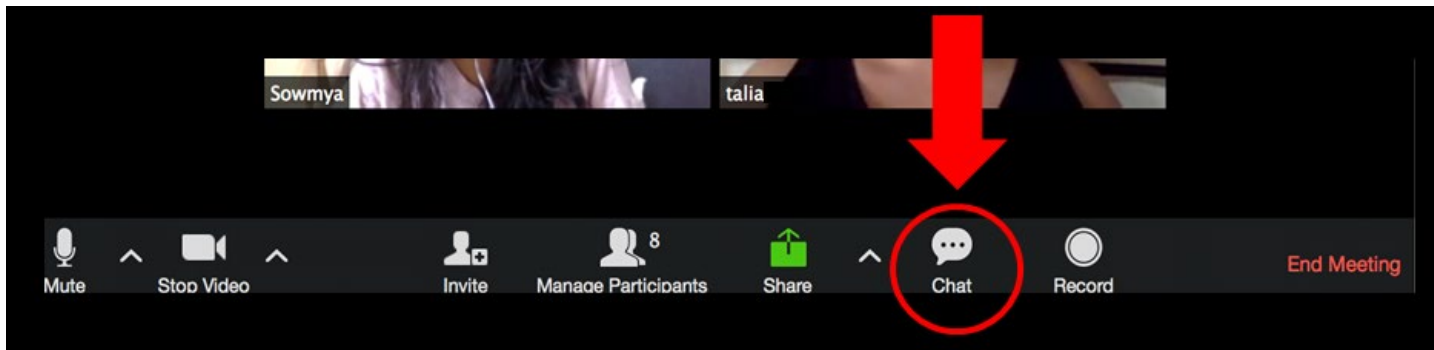 Sowmya
talia
8
Mute
Stop Video
Invite
Manage Participants
Share
Chat
Record
End Meeting